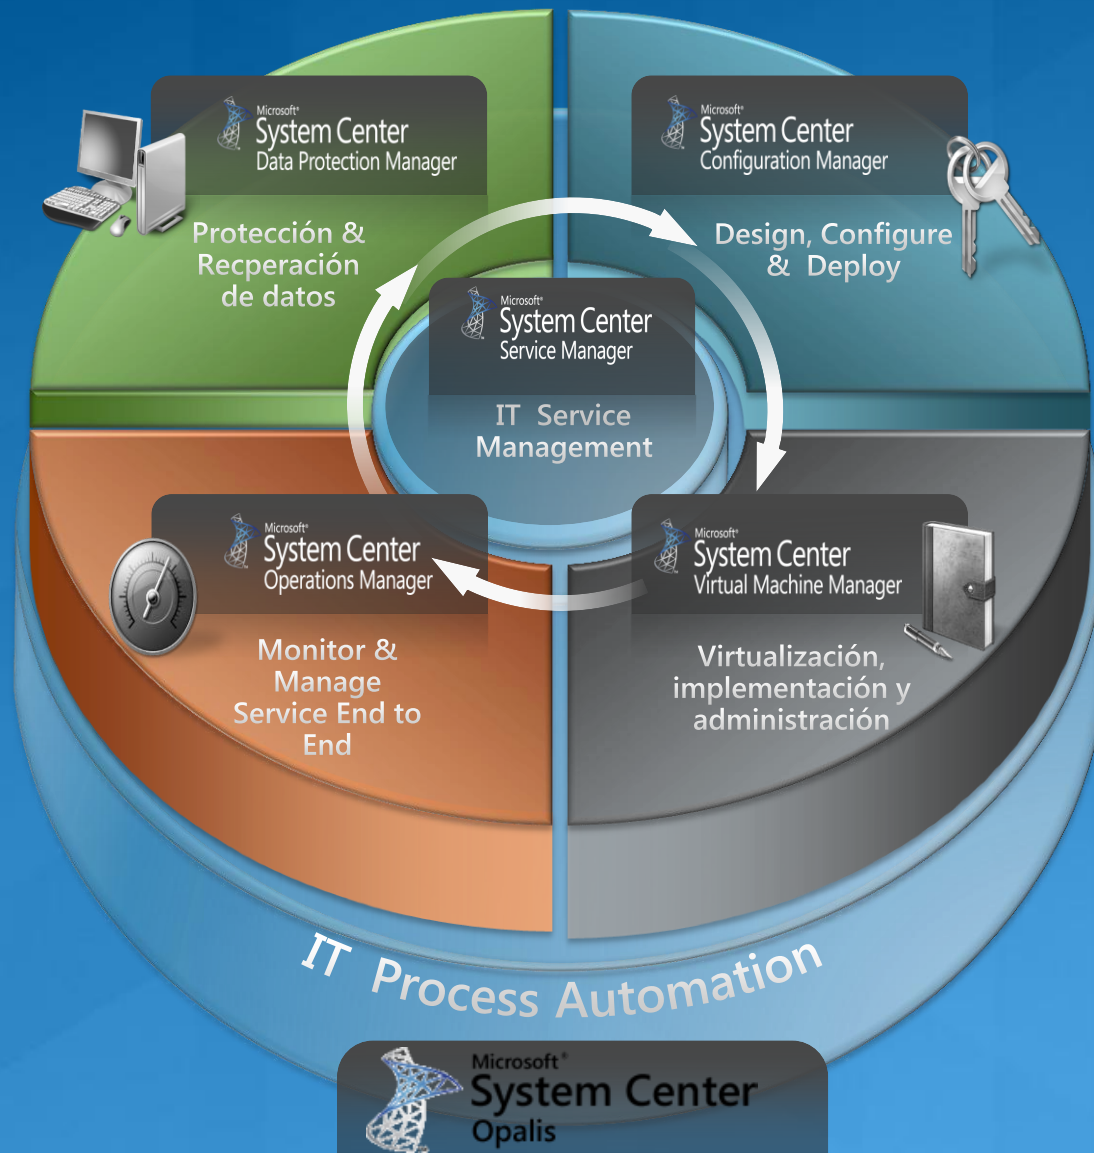 Microsoft®
System Center
Data Protection Manager
Protección &
Recperación
de datos
Microsoft®
System Center
Configuration Manager
Design, Configure
& Deploy
Microsoft®
System Center
Service Manager
IT Service
Management
Microsoft®
System Center
Operations Manager
Monitor &
Manage
Service End to
End
Microsoft®
System Center
Virtual Machine Manager
Virtualización,
implementación y
administración
IT Process Automation
Microsoft®
System Center
Opalis